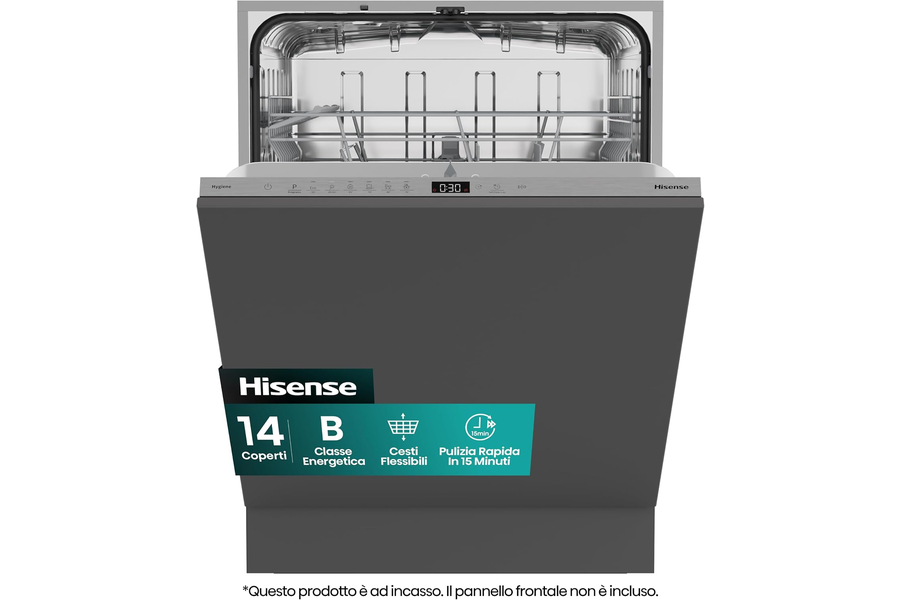 Hygiene
P
0:30
Hisense
Hisense
14
Coperti
B
Classe
Energetica
Cesti
Flessibili
15min
Pulizia Rapida
In 15 Minuti
*Questo prodotto è ad incasso. Il pannello frontale non è incluso.